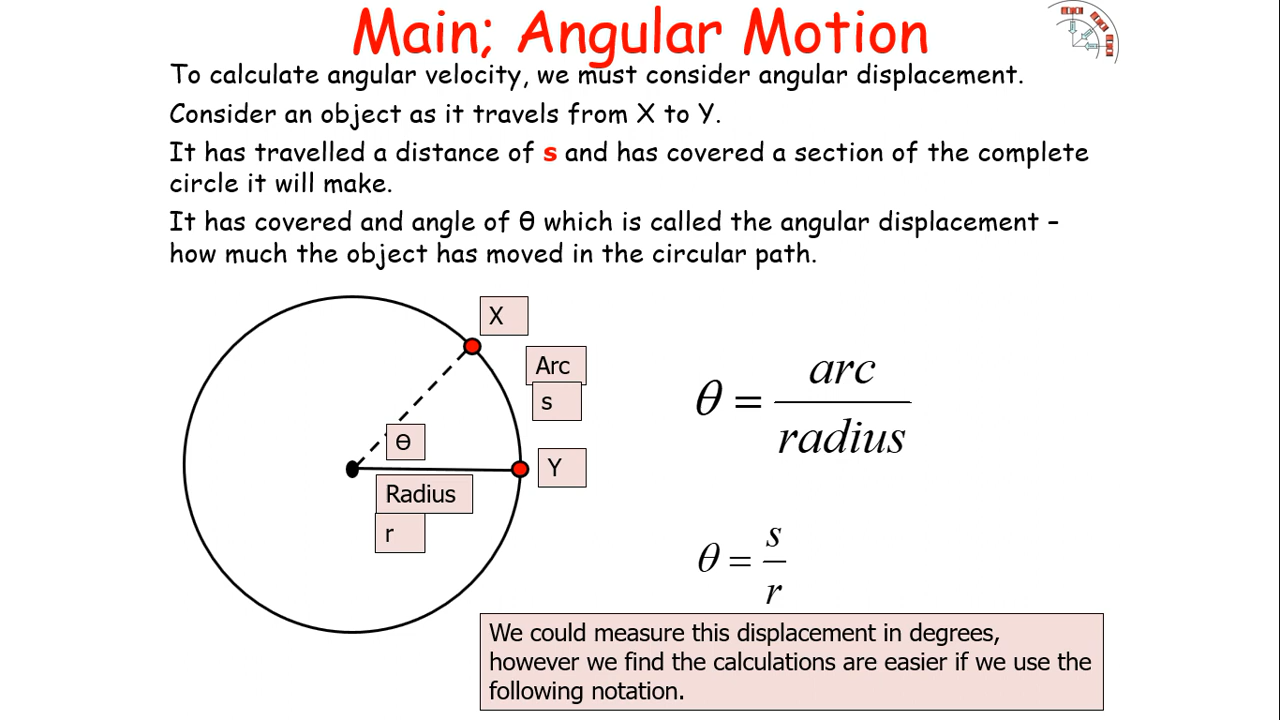 Main; Angular Motion
To calculate angular velocity, we must consider angular displacement.
Consider an object as it travels from X to Y.
It has travelled a distance of s and has covered a section of the complete
circle it will make.
It has covered and angle of θ which is called the angular displacement –
how much the object has moved in the circular path.
X
Arc
s
θ
Y
Radius
r
θ = arc / radius
θ = s / r
We could measure this displacement in degrees,
however we find the calculations are easier if we use the
following notation.